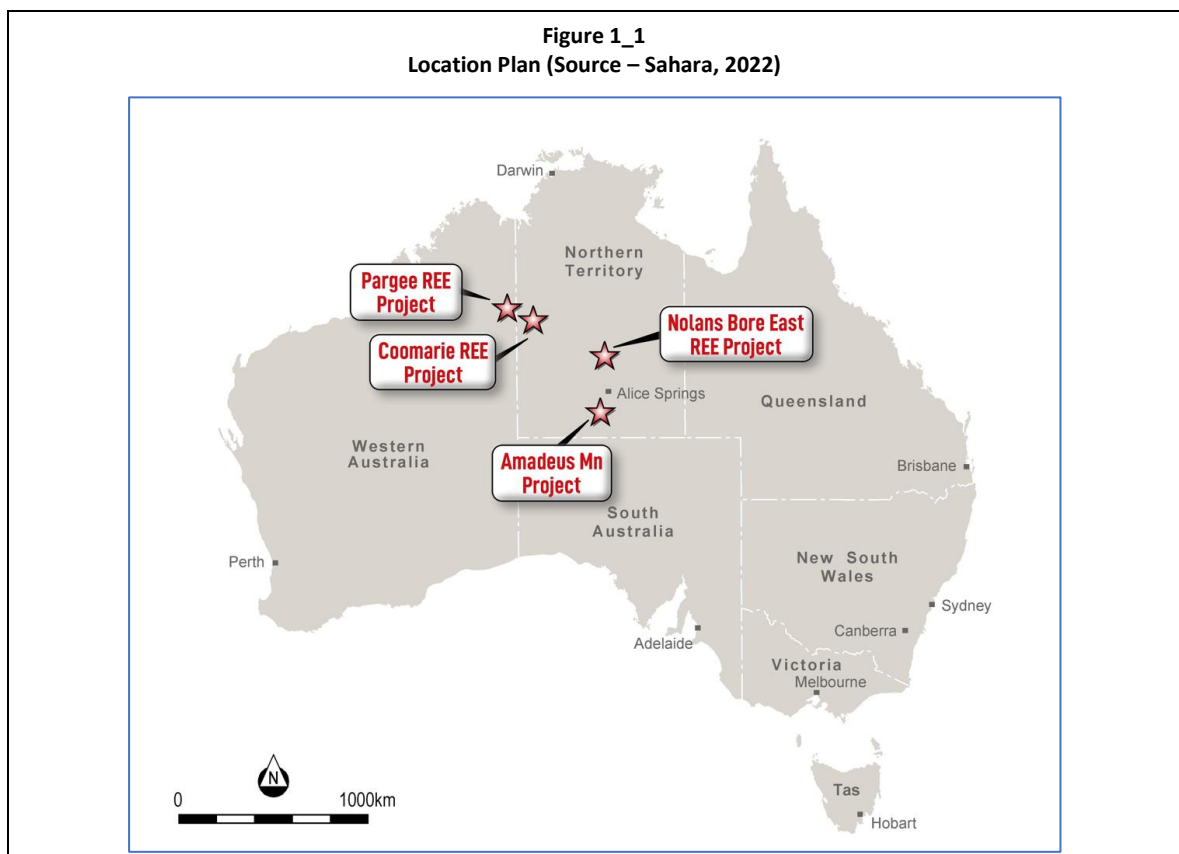 Figure 1_1
Location Plan (Source – Sahara, 2022)
Darwin
Northern
Territory
Pargee REE
Project
Nolans Bore East
REE Project
Coomarie REE
Project
Alice Springs
Queensland
Western
Australia
Amadeus Mn
Project
Brisbane
South
Australia
Perth
New South
Wales
Sydney
Canberra
Adelaide
Victoria
Melbourne
N
0 1000km
Tas
Hobart